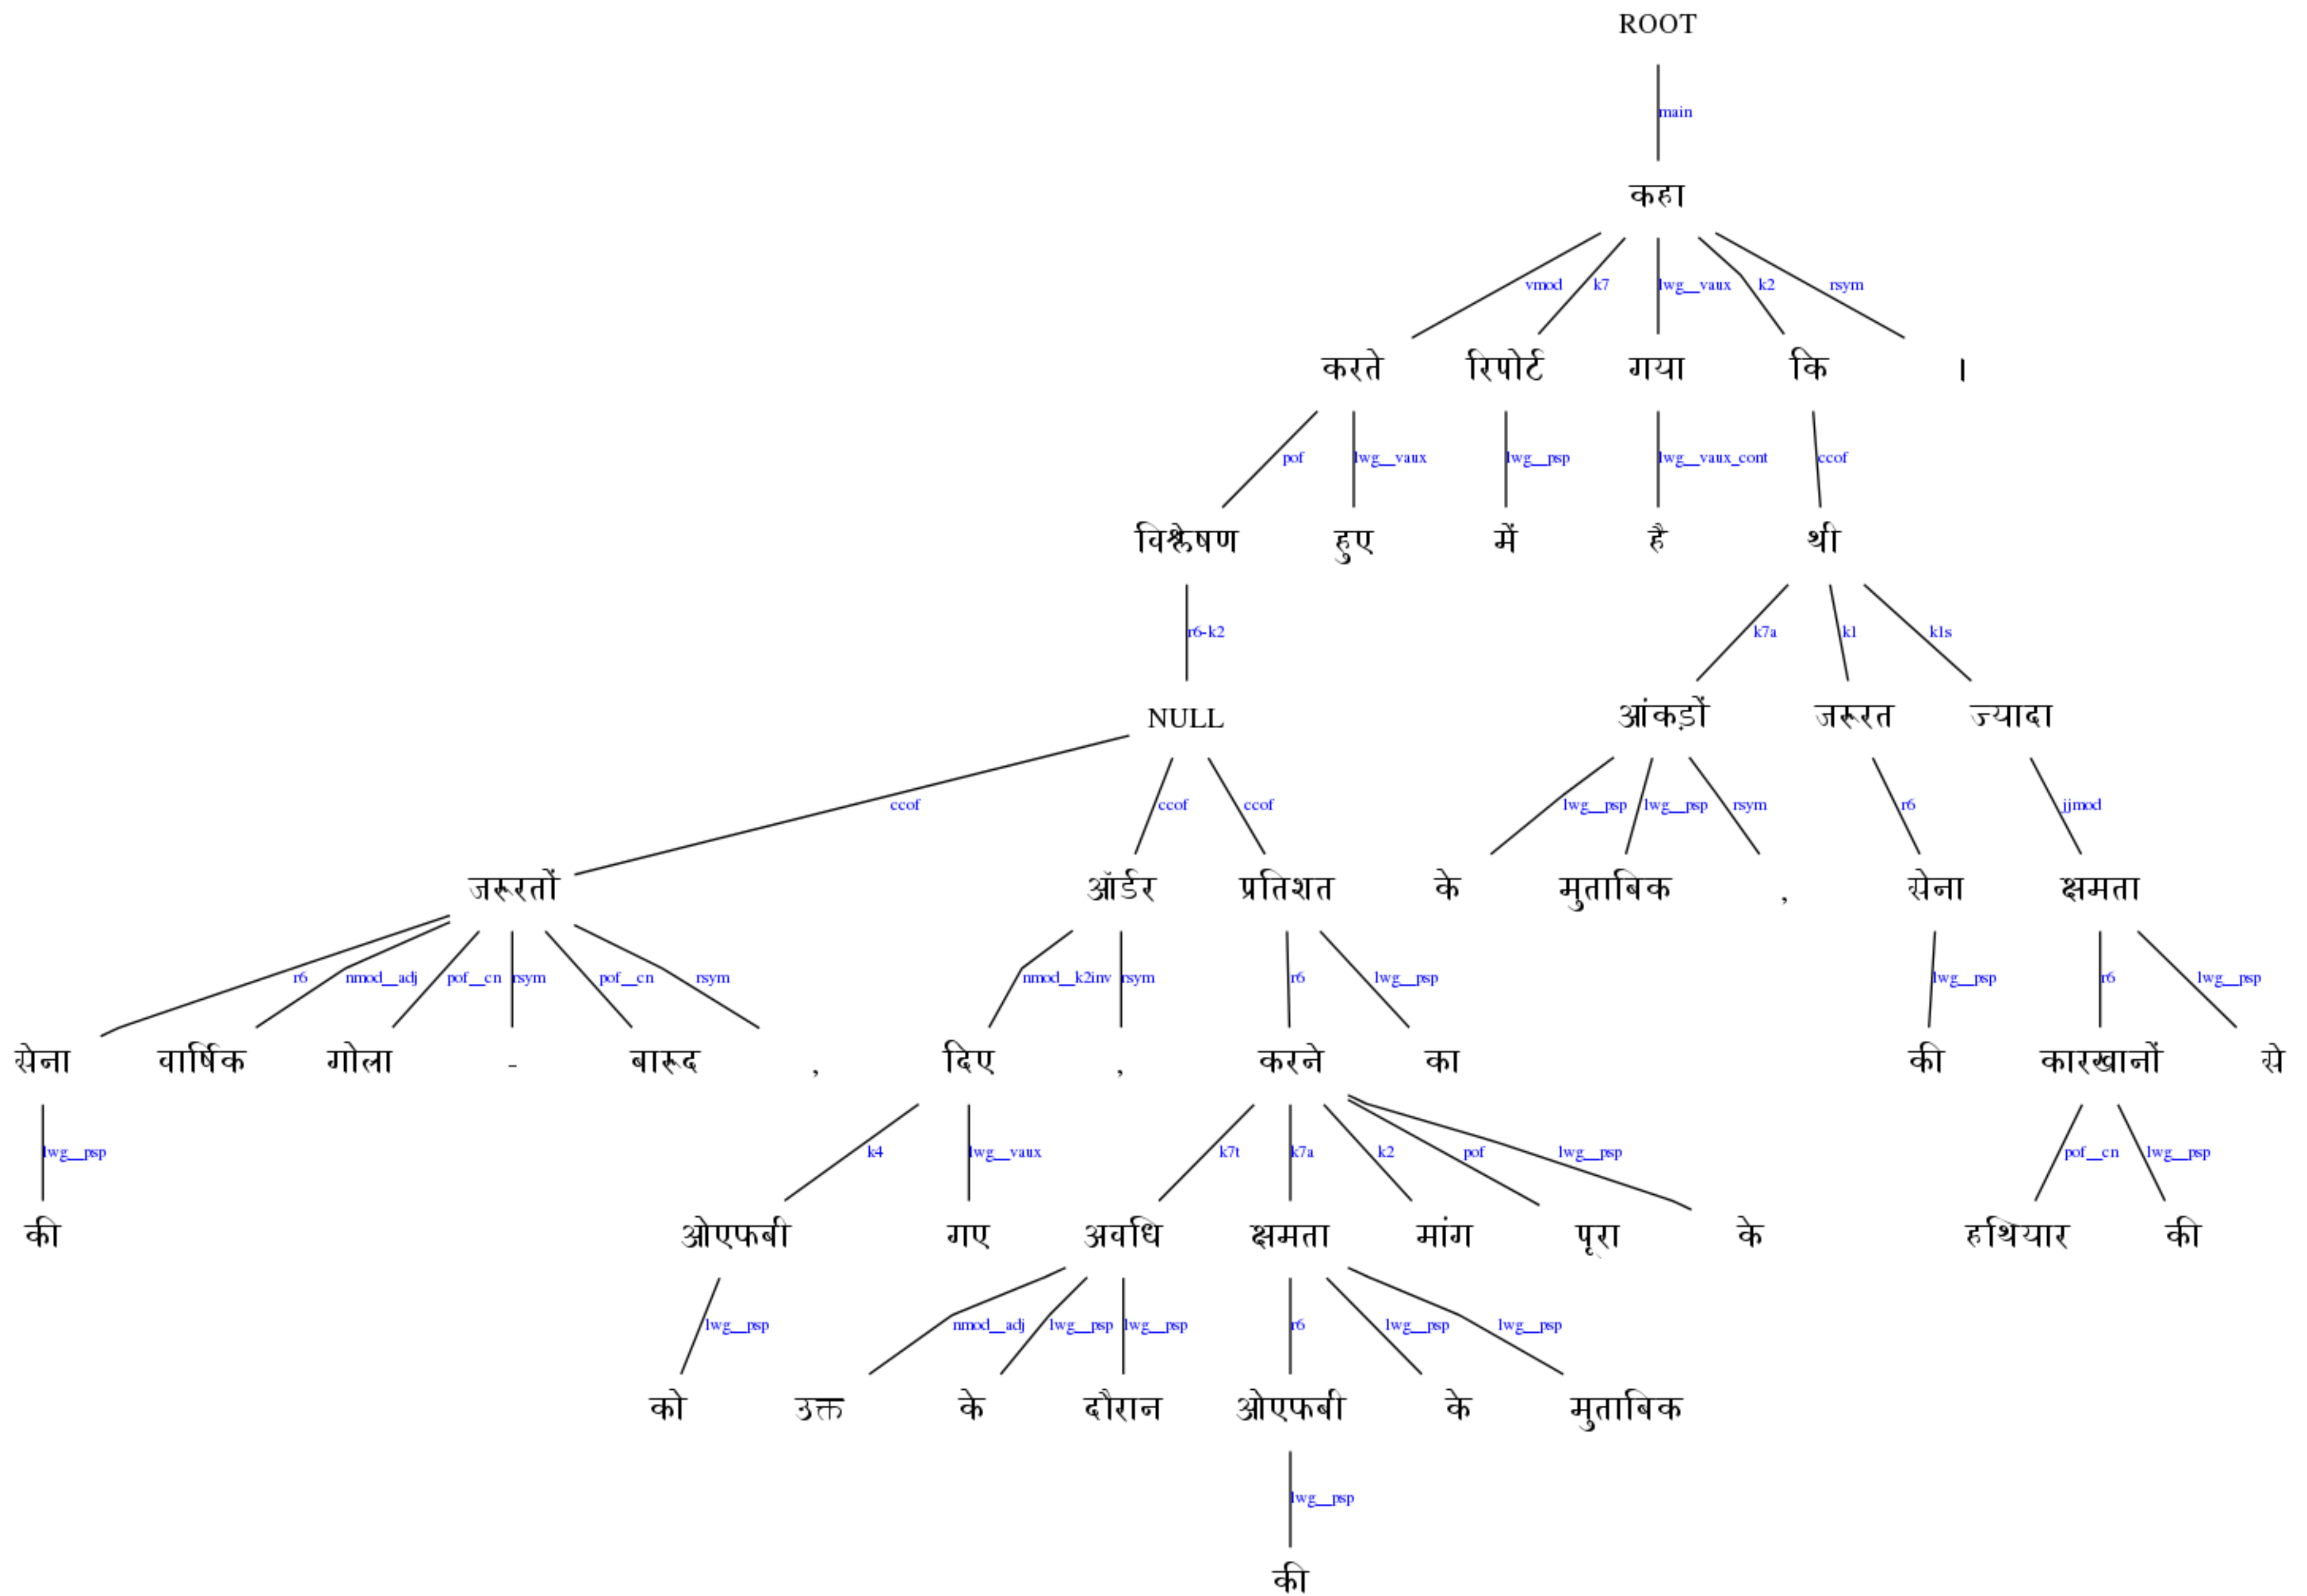 ROOT
main
कहा
vmod k7 lwg__vaux k2 rsym
करते रिपोर्ट गया कि ।
pof lwg__vaux lwg__psp lwg__vaux_cont ccof
विश्लेषण हुए में है थी
r6-k2 k7a k1 k1s
NULL आंकड़ों जरूरत ज्यादा
ccof ccof ccof lwg__psp lwg__psp rsym r6 jjmod
जरूरतों ऑर्डर प्रतिशत के मुताबिक , सेना क्षमता
r6 nmod__adj pof__cn rsym pof__cn rsym nmod__k2inv rsym r6 lwg__psp lwg__psp r6 lwg__psp
सेना वार्षिक गोला - बारूद , दिए , करने का की कारखानों से
lwg__psp k4 lwg__vaux k7t k7a k2 pof lwg__psp pof__cn lwg__psp
की ओएफबी गए अवधि क्षमता मांग पूरा के हथियार की
lwg__psp nmod__adj lwg__psp lwg__psp r6 lwg__psp lwg__psp
को उक्त के दौरान ओएफबी के मुताबिक
lwg__psp
की